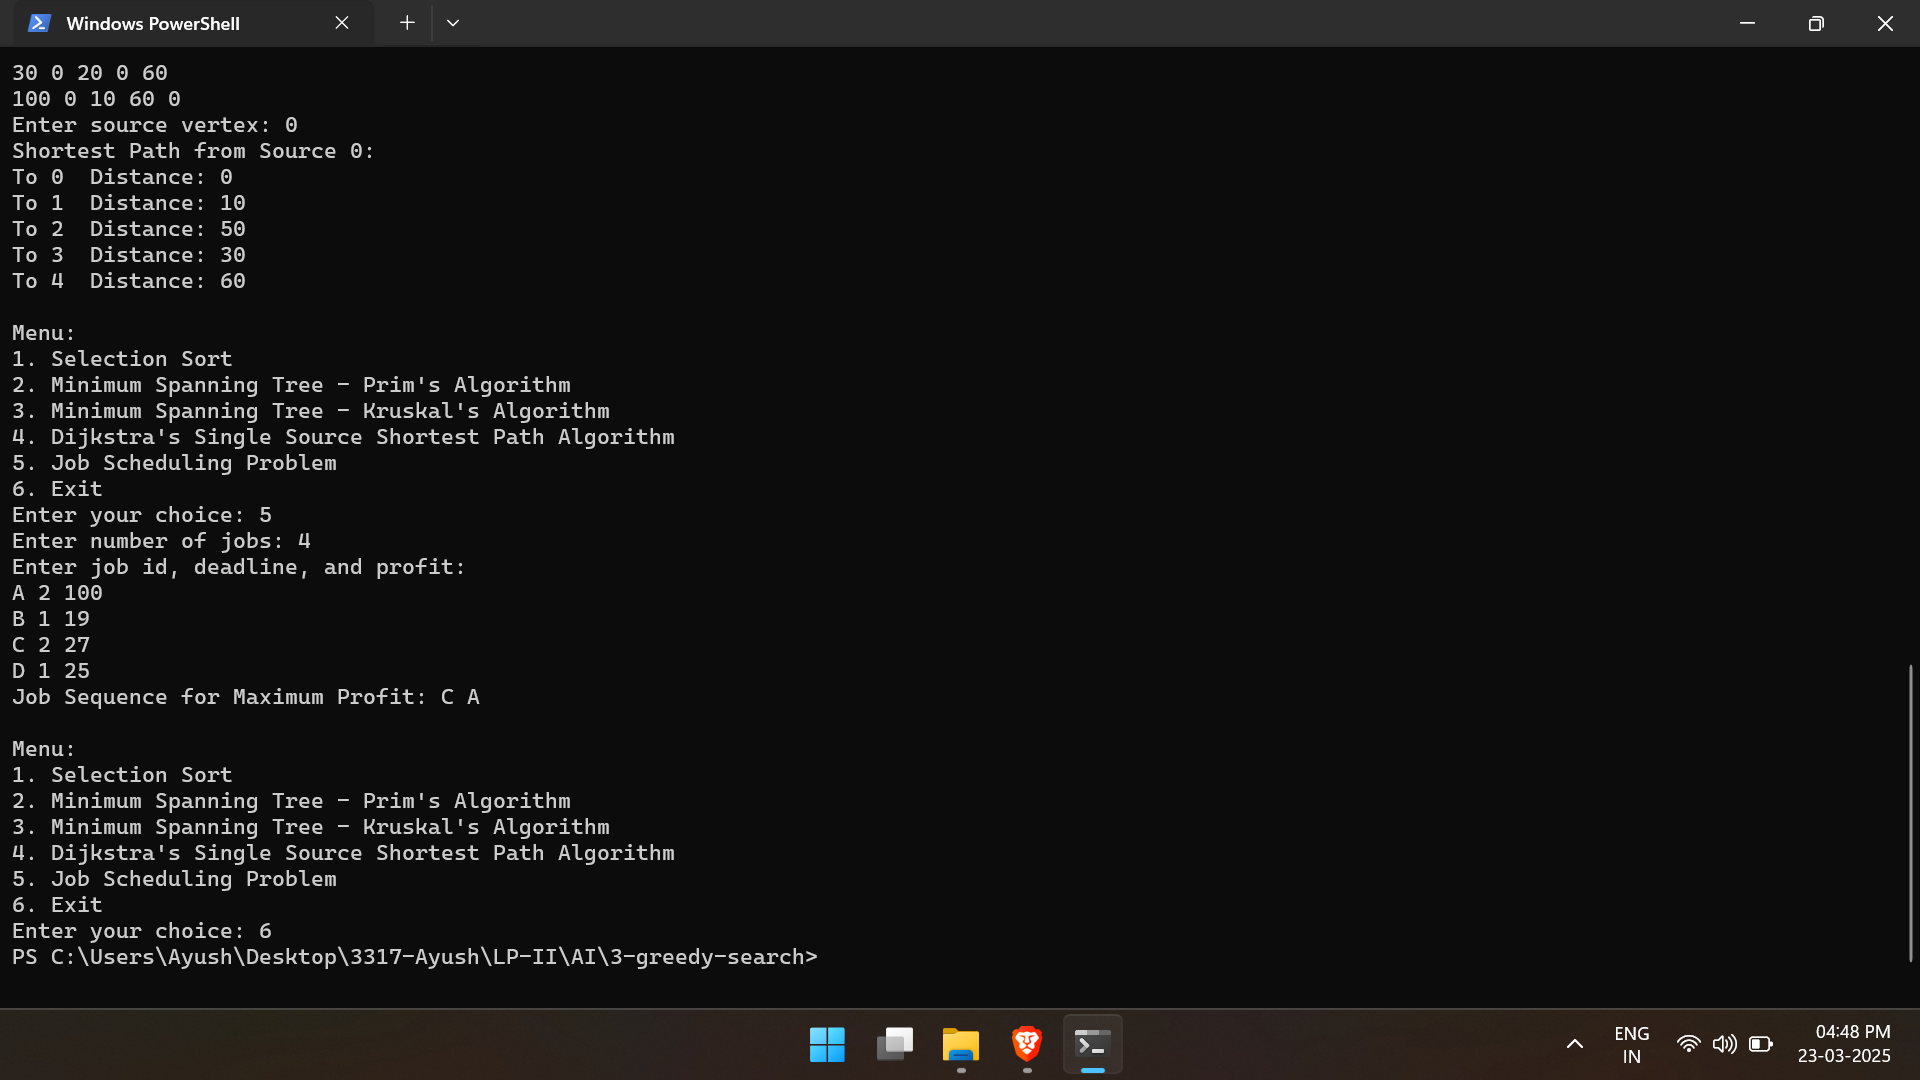 Windows PowerShell
30 0 20 0 60
100 0 10 60 0
Enter source vertex: 0
Shortest Path from Source 0:
To 0  Distance: 0
To 1  Distance: 10
To 2  Distance: 50
To 3  Distance: 30
To 4  Distance: 60
Menu:
1. Selection Sort
2. Minimum Spanning Tree - Prim's Algorithm
3. Minimum Spanning Tree - Kruskal's Algorithm
4. Dijkstra's Single Source Shortest Path Algorithm
5. Job Scheduling Problem
6. Exit
Enter your choice: 5
Enter number of jobs: 4
Enter job id, deadline, and profit:
A 2 100
B 1 19
C 2 27
D 1 25
Job Sequence for Maximum Profit: C A
Menu:
1. Selection Sort
2. Minimum Spanning Tree - Prim's Algorithm
3. Minimum Spanning Tree - Kruskal's Algorithm
4. Dijkstra's Single Source Shortest Path Algorithm
5. Job Scheduling Problem
6. Exit
Enter your choice: 6
PS C:\Users\Ayush\Desktop\3317-Ayush\LP-II\AI\3-greedy-search>
ENG
IN
04:48 PM
23-03-2025